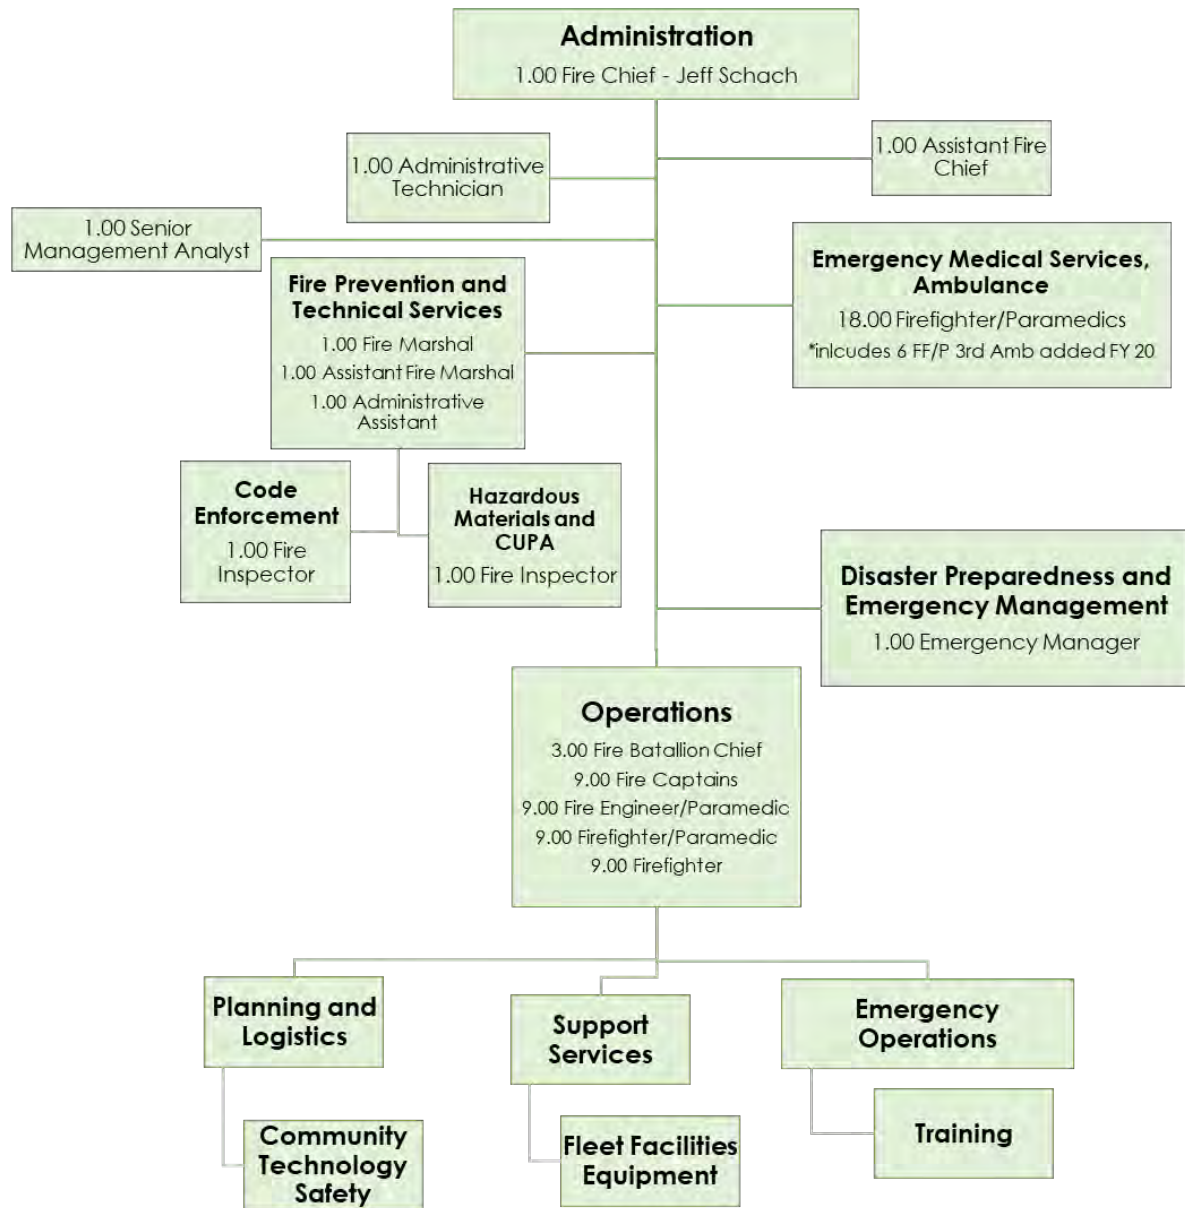 Administration
1.00 Fire Chief - Jeff Schach
1.00 Administrative
Technician
1.00 Assistant Fire
Chief
1.00 Senior
Management Analyst
Fire Prevention and
Technical Services
1.00 Fire Marshal
1.00 Assistant Fire Marshal
1.00 Administrative
Assistant
Emergency Medical Services,
Ambulance
18.00 Firefighter/Paramedics
*inlcudes 6 FF/P 3rd Amb added FY 20
Code
Enforcement
1.00 Fire
Inspector
Hazardous
Materials and
CUPA
1.00 Fire Inspector
Disaster Preparedness and
Emergency Management
1.00 Emergency Manager
Operations
3.00 Fire Batallion Chief
9.00 Fire Captains
9.00 Fire Engineer/Paramedic
9.00 Firefighter/Paramedic
9.00 Firefighter
Planning and
Logistics
Support
Services
Emergency
Operations
Community
Technology
Safety
Fleet Facilities
Equipment
Training